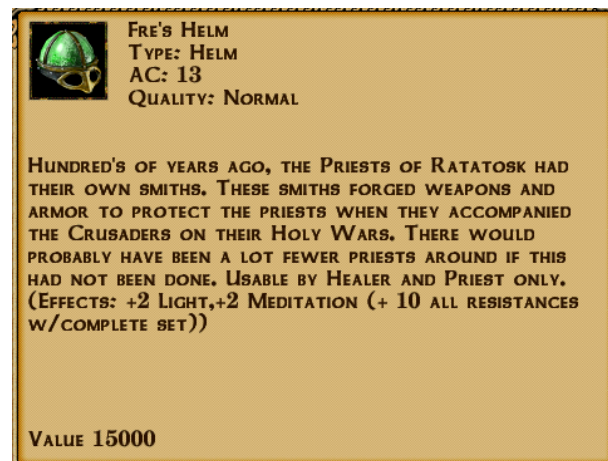 Fre's Helm
Type: Helm
AC: 13
Quality: Normal
Hundred's of years ago, the Priests of Ratatosk had
their own smiths. These smiths forged weapons and
armor to protect the priests when they accompanied
the Crusaders on their Holy Wars. There would
probably have been a lot fewer priests around if this
had not been done. Usable by Healer and Priest only.
(Effects: +2 Light,+2 Meditation (+ 10 all resistances
w/complete set))
Value 15000